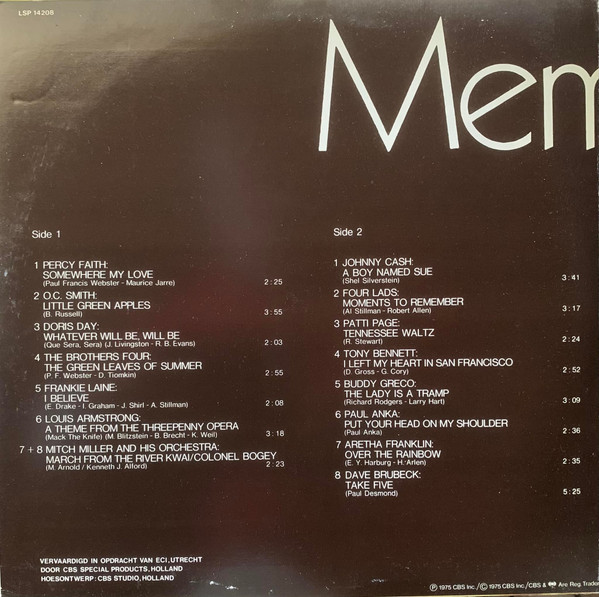 LSP 14208
Mem
Side 1
1 PERCY FAITH:
SOMEWHERE MY LOVE
(Paul Francis Webster - Maurice Jarre) 2:25
2 O.C. SMITH:
LITTLE GREEN APPLES
(B. Russell) 3:55
3 DORIS DAY:
WHATEVER WILL BE, WILL BE
(Que Sera, Sera) (J. Livingston - R.B. Evans) 2:03
4 THE BROTHERS FOUR:
THE GREEN LEAVES OF SUMMER
(P. F. Webster - D. Tiomkin) 2:55
5 FRANKIE LAINE:
I BELIEVE
(E. Drake - I. Graham - J. Shirl - A. Stillman) 2:08
6 LOUIS ARMSTRONG:
A THEME FROM THE THREEPENNY OPERA
(Mack The Knife) (M. Blitzstein - B. Brecht - K. Weil) 3:18
7 + 8 MITCH MILLER AND HIS ORCHESTRA:
MARCH FROM THE RIVER KWAI/COLONEL BOGEY
(M. Arnold / Kenneth J. Alford) 2:23
Side 2
1 JOHNNY CASH:
A BOY NAMED SUE
(Shel Silverstein) 3:41
2 FOUR LADS:
MOMENTS TO REMEMBER
(Al Stillman - Robert Allen) 3:17
3 PATTI PAGE:
TENNESSEE WALTZ
(R. Stewart) 2:24
4 TONY BENNETT:
I LEFT MY HEART IN SAN FRANCISCO
(D. Gross - G. Cory) 2:52
5 BUDDY GRECO:
THE LADY IS A TRAMP
(Richard Rodgers - Larry Hart) 3:09
6 PAUL ANKA:
PUT YOUR HEAD ON MY SHOULDER
(Paul Anka) 2:36
7 ARETHA FRANKLIN:
OVER THE RAINBOW
(E. Y. Harburg - H. Arlen) 2:35
8 DAVE BRUBECK:
TAKE FIVE
(Paul Desmond) 5:25
VERVAARDIGD IN OPDRACHT VAN ECI, UTRECHT
DOOR CBS SPECIAL PRODUCTS, HOLLAND
HOESONTWERP: CBS STUDIO, HOLLAND
Ⓟ 1975 CBS Inc./Ⓒ 1975 CBS Inc./CBS & Are Reg. Trademar